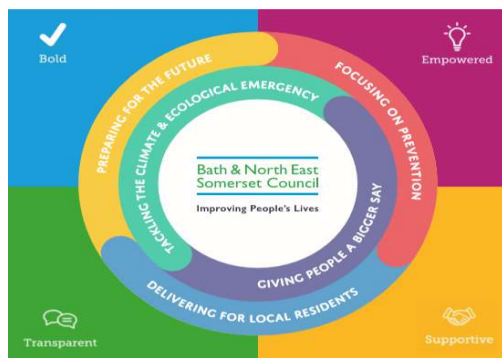 Bold
Empowered
PREPARING FOR THE FUTURE
FOCUSING ON PREVENTION
TACKLING THE CLIMATE & ECOLOGICAL EMERGENCY
Bath & North East
Somerset Council
Improving People's Lives
GIVING PEOPLE A BIGGER SAY
DELIVERING FOR LOCAL RESIDENTS
Transparent
Supportive